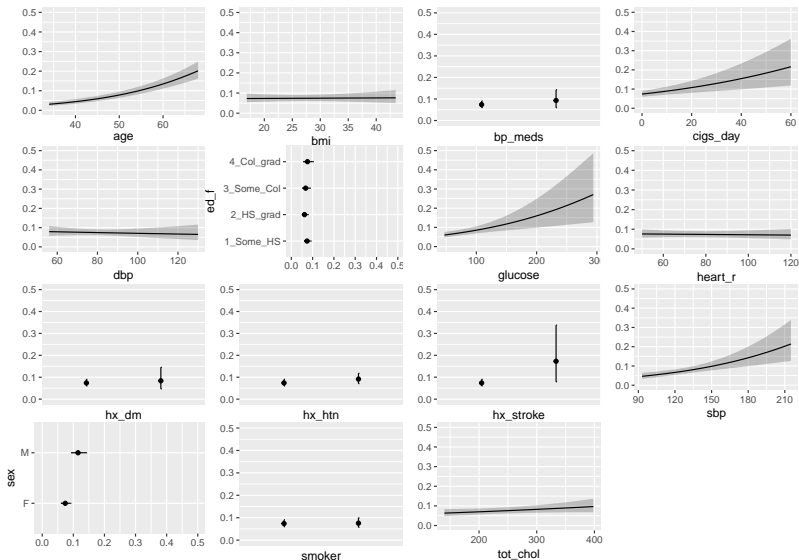 0.5
0.4
0.3
0.2
0.1
0.0
40 50 60
age
0.5
0.4
0.3
0.2
0.1
0.0
20 25 30 35 40
bmi
0.5
0.4
0.3
0.2
0.1
0.0
bp_meds
0.5
0.4
0.3
0.2
0.1
0.0
0 20 40 60
cigs_day
0.5
0.4
0.3
0.2
0.1
0.0
60 80 100 120
dbp
ed_f
4_Col_grad
3_Some_Col
2_HS_grad
1_Some_HS
0.0 0.1 0.2 0.3 0.4 0.5
0.5
0.4
0.3
0.2
0.1
0.0
100 200 300
glucose
0.5
0.4
0.3
0.2
0.1
0.0
60 80 100 120
heart_r
0.5
0.4
0.3
0.2
0.1
0.0
hx_dm
0.5
0.4
0.3
0.2
0.1
0.0
hx_htn
0.5
0.4
0.3
0.2
0.1
0.0
hx_stroke
0.5
0.4
0.3
0.2
0.1
0.0
90 120 150 180 210
sbp
sex
M
F
0.0 0.1 0.2 0.3 0.4 0.5
0.5
0.4
0.3
0.2
0.1
0.0
smoker
0.5
0.4
0.3
0.2
0.1
0.0
200 300 400
tot_chol